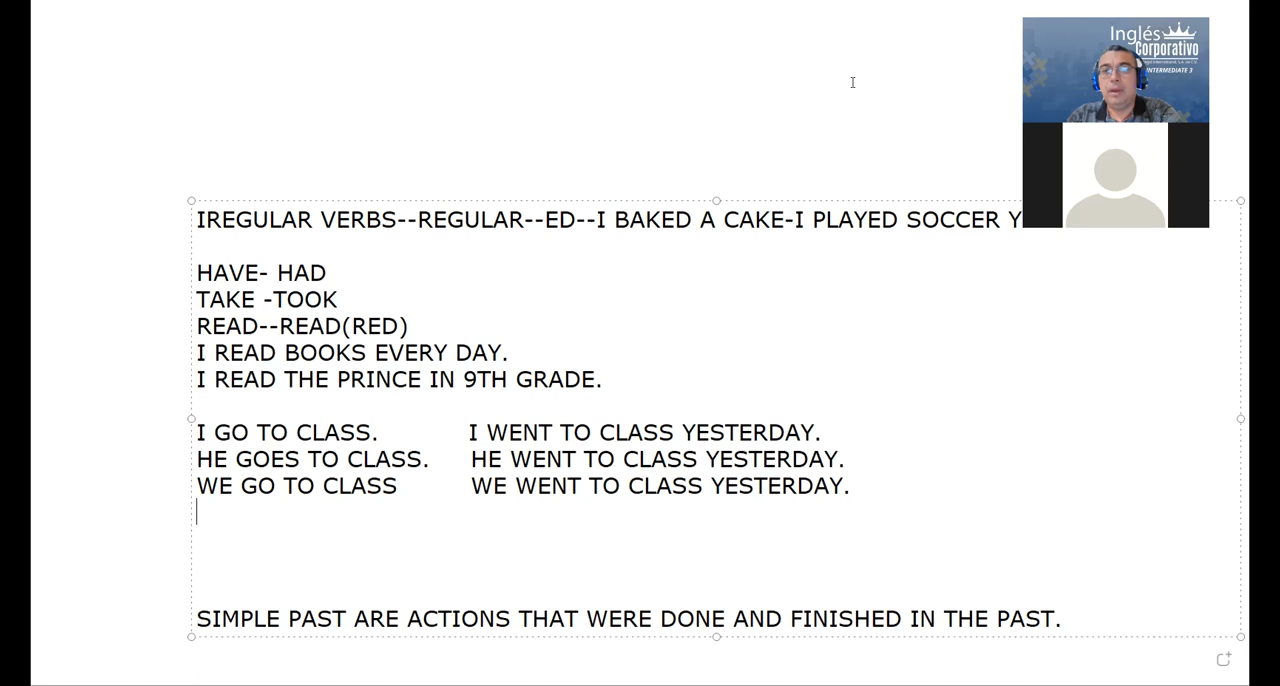 Inglés
Corporativo
INTERMEDIATE 3
IREGULAR VERBS--REGULAR--ED--I BAKED A CAKE-I PLAYED SOCCER Y
HAVE- HAD
TAKE -TOOK
READ--READ(RED)
I READ BOOKS EVERY DAY.
I READ THE PRINCE IN 9TH GRADE.
I GO TO CLASS. I WENT TO CLASS YESTERDAY.
HE GOES TO CLASS. HE WENT TO CLASS YESTERDAY.
WE GO TO CLASS WE WENT TO CLASS YESTERDAY.
SIMPLE PAST ARE ACTIONS THAT WERE DONE AND FINISHED IN THE PAST.